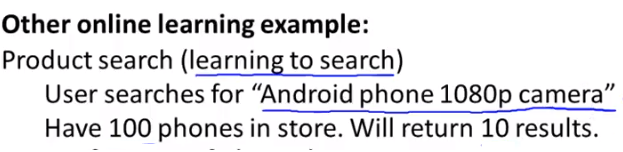 Other online learning example:
Product search (learning to search)
User searches for “Android phone 1080p camera”
Have 100 phones in store. Will return 10 results.